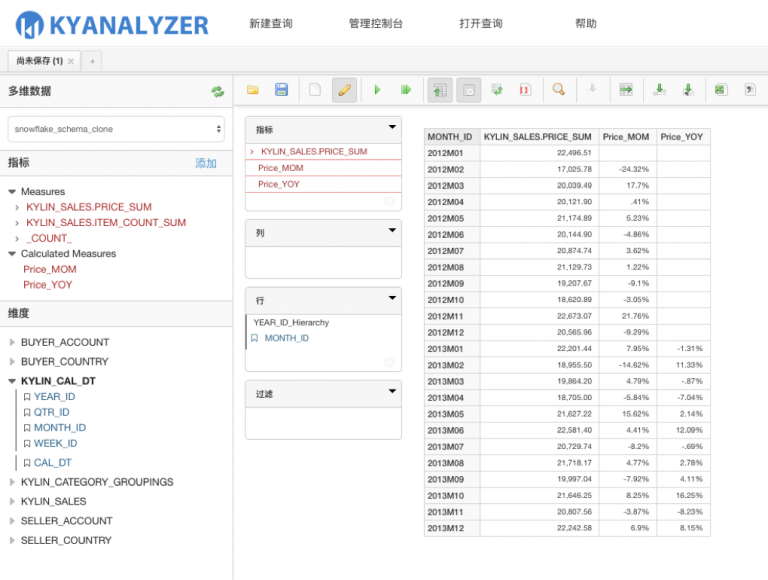 KYANALYZER 新建查询 管理控制台 打开查询 帮助
尚未保存 (1) × +
多维数据
snowflake_schema_clone
指标 添加
Measures
KYLIN_SALES.PRICE_SUM
KYLIN_SALES.ITEM_COUNT_SUM
_COUNT_
Calculated Measures
Price_MOM
Price_YOY
维度
BUYER_ACCOUNT
BUYER_COUNTRY
KYLIN_CAL_DT
YEAR_ID
QTR_ID
MONTH_ID
WEEK_ID
CAL_DT
KYLIN_CATEGORY_GROUPINGS
KYLIN_SALES
SELLER_ACCOUNT
SELLER_COUNTRY
指标
KYLIN_SALES.PRICE_SUM
Price_MOM
Price_YOY
列
行
YEAR_ID_Hierarchy
MONTH_ID
过滤
MONTH_ID KYLIN_SALES.PRICE_SUM Price_MOM Price_YOY
2012M01 22,496.51
2012M02 17,025.78 -24.32%
2012M03 20,039.49 17.7%
2012M04 20,121.90 .41%
2012M05 21,174.89 5.23%
2012M06 20,144.90 -4.86%
2012M07 20,874.74 3.62%
2012M08 21,129.73 1.22%
2012M09 19,207.67 -9.1%
2012M10 18,620.89 -3.05%
2012M11 22,673.07 21.76%
2012M12 20,565.96 -9.29%
2013M01 22,201.44 7.95% -1.31%
2013M02 18,955.50 -14.62% 11.33%
2013M03 19,864.20 4.79% -.87%
2013M04 18,705.00 -5.84% -7.04%
2013M05 21,627.22 15.62% 2.14%
2013M06 22,581.40 4.41% 12.09%
2013M07 20,729.74 -8.2% -.69%
2013M08 21,718.17 4.77% 2.78%
2013M09 19,997.04 -7.92% 4.11%
2013M10 21,646.25 8.25% 16.25%
2013M11 20,807.56 -3.87% -8.23%
2013M12 22,242.58 6.9% 8.15%